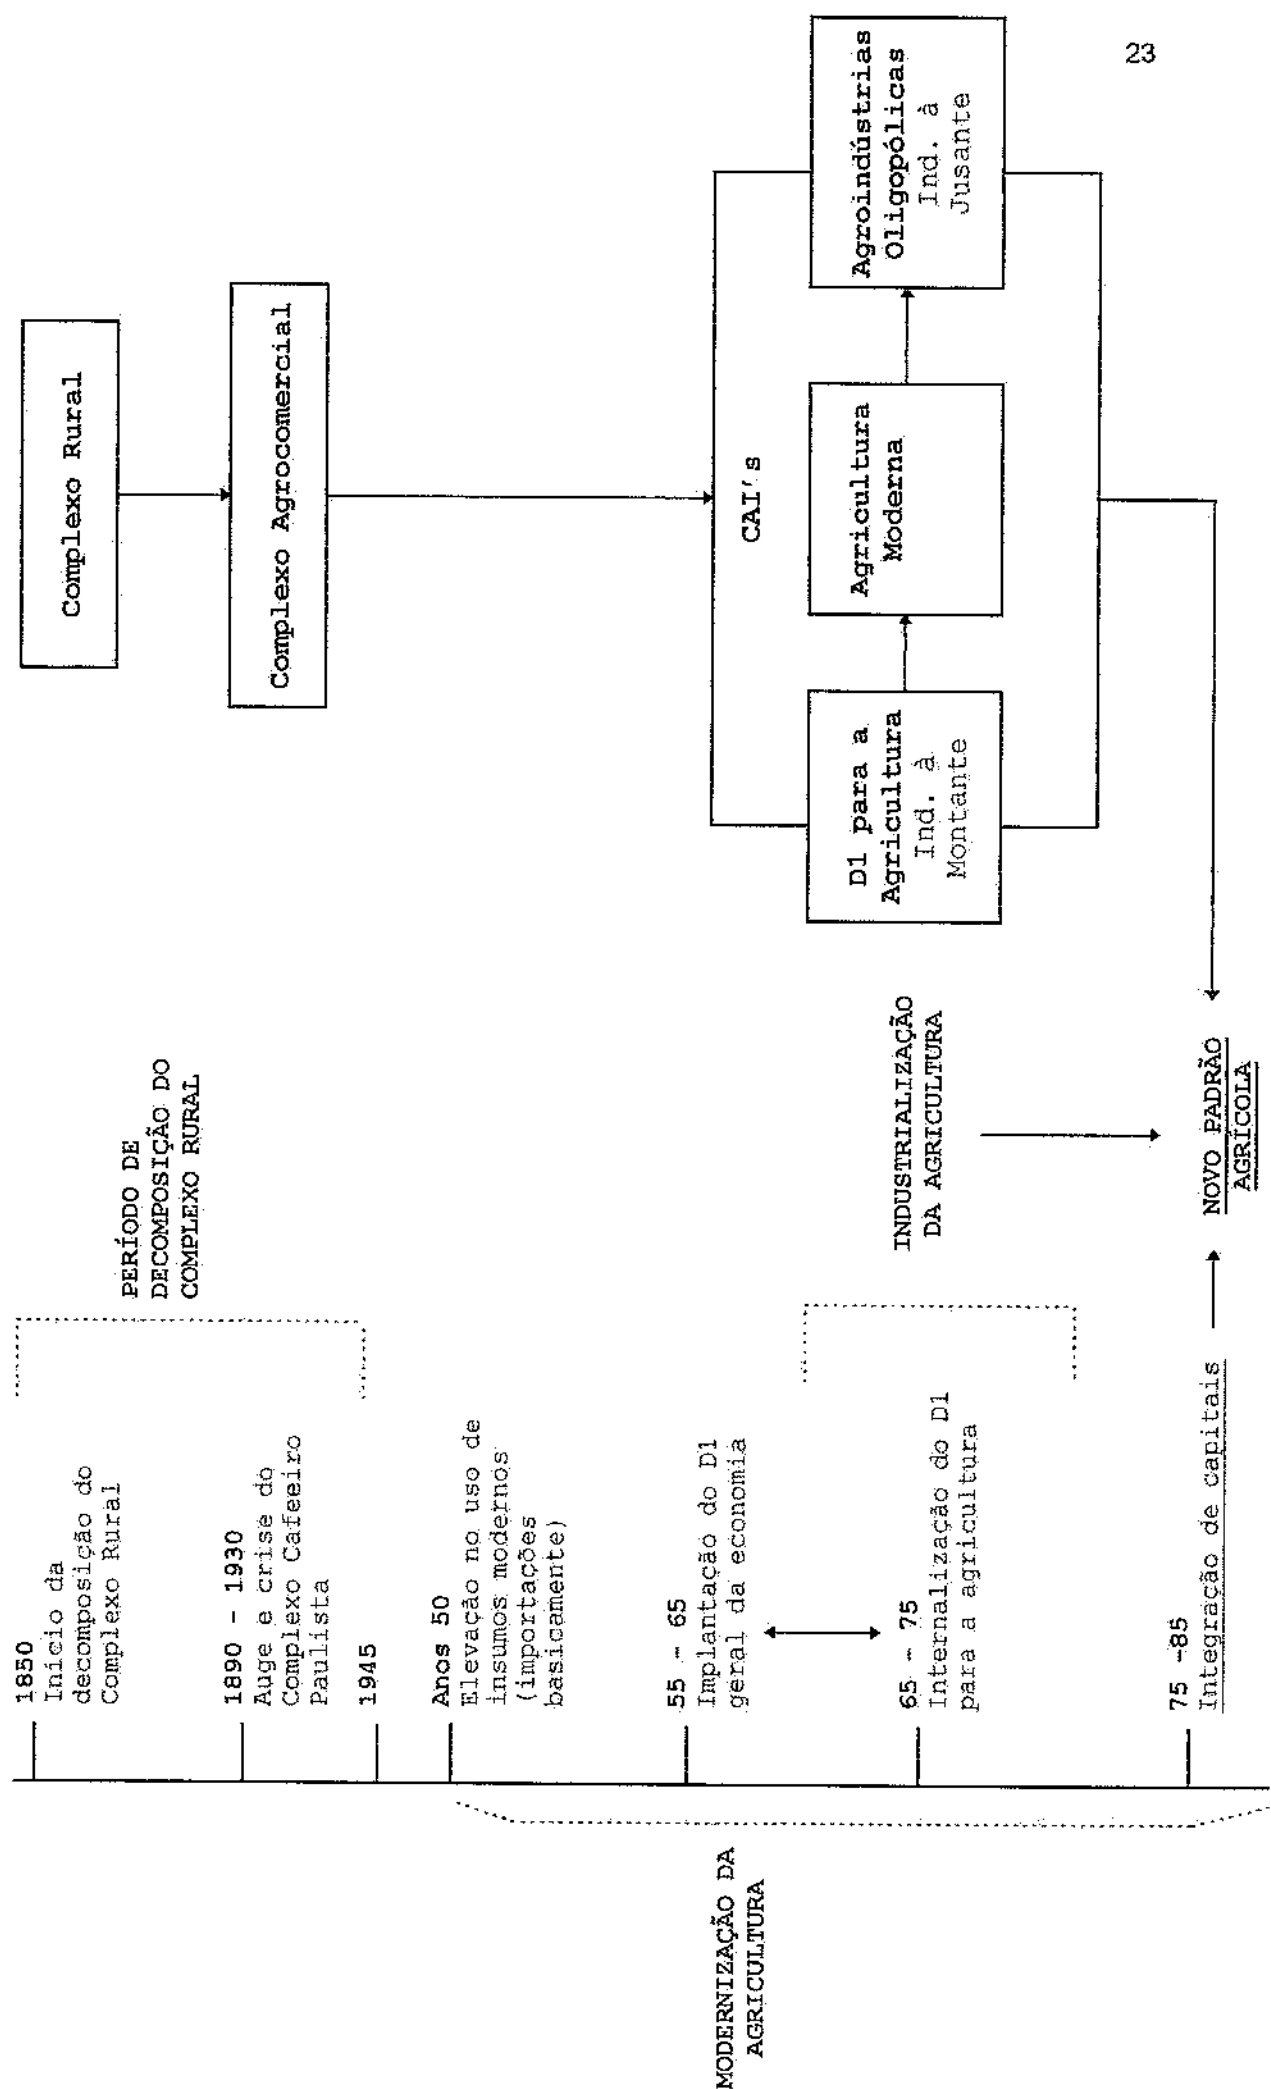 23
1850
Início da
decomposição do
Complexo Rural
1890 - 1930
Auge e crise do
Complexo Cafeeiro
Paulista
1945
Anos 50
Elevação no uso de
insumos modernos
(importações
basicamente)
55 - 65
Implantação do D1
geral da economia
65 - 75
Internalização do D1
para a agricultura
75 -85
Integração de capitais
MODERNIZAÇÃO DA
AGRICULTURA
PERÍODO DE
DECOMPOSIÇÃO DO
COMPLEXO RURAL
INDUSTRIALIZAÇÃO
DA AGRICULTURA
NOVO PADRÃO
AGRÍCOLA
Complexo Rural
Complexo Agrocomercial
CAI's
D1 para a
Agricultura
Ind. à
Montante
Agricultura
Moderna
Agroindústrias
Oligopólicas
Ind. à
Jusante